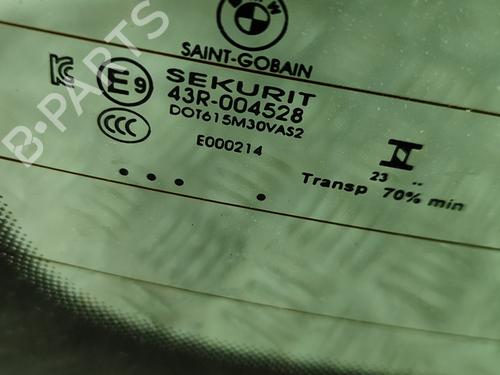 BMW
SAINT-GOBAIN
SEKURIT
E9
43R-004528
DOT615M30VAS2
CCC
E000214
23 ..
Transp 70% min
B-PARTS